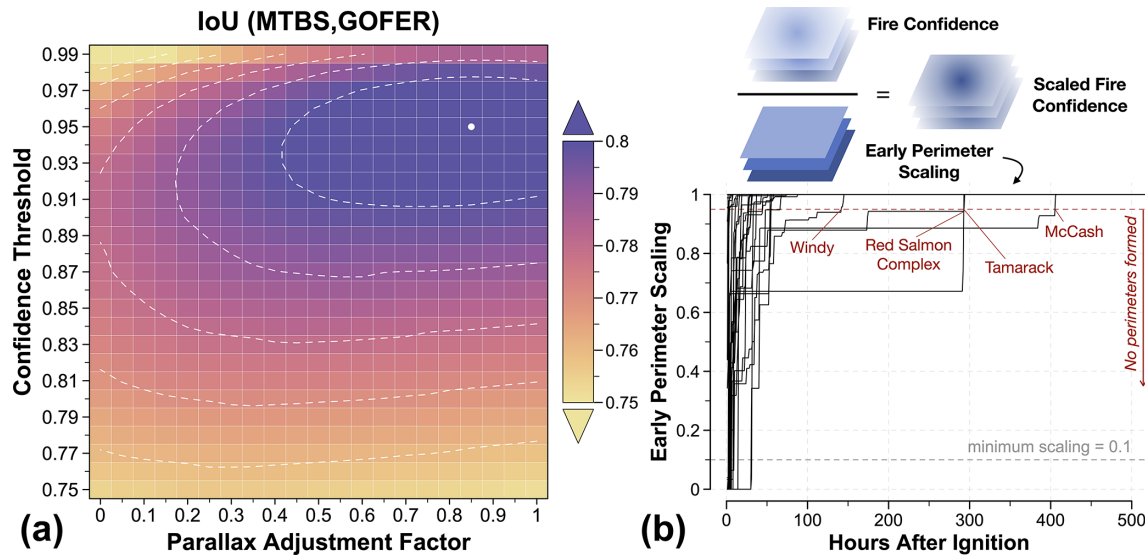 IoU (MTBS,GOFER)
Confidence Threshold
0.99
0.97
0.95
0.93
0.91
0.89
0.87
0.85
0.83
0.81
0.79
0.77
0.75
0 0.1 0.2 0.3 0.4 0.5 0.6 0.7 0.8 0.9 1
Parallax Adjustment Factor
(a)
0.8
0.79
0.78
0.77
0.76
0.75
Fire Confidence
=
Scaled Fire
Confidence
Early Perimeter
Scaling
Early Perimeter Scaling
1
0.8
0.6
0.4
0.2
0
Windy
Red Salmon
Complex
Tamarack
McCash
No perimeters formed
minimum scaling = 0.1
0 100 200 300 400 500
Hours After Ignition
(b)